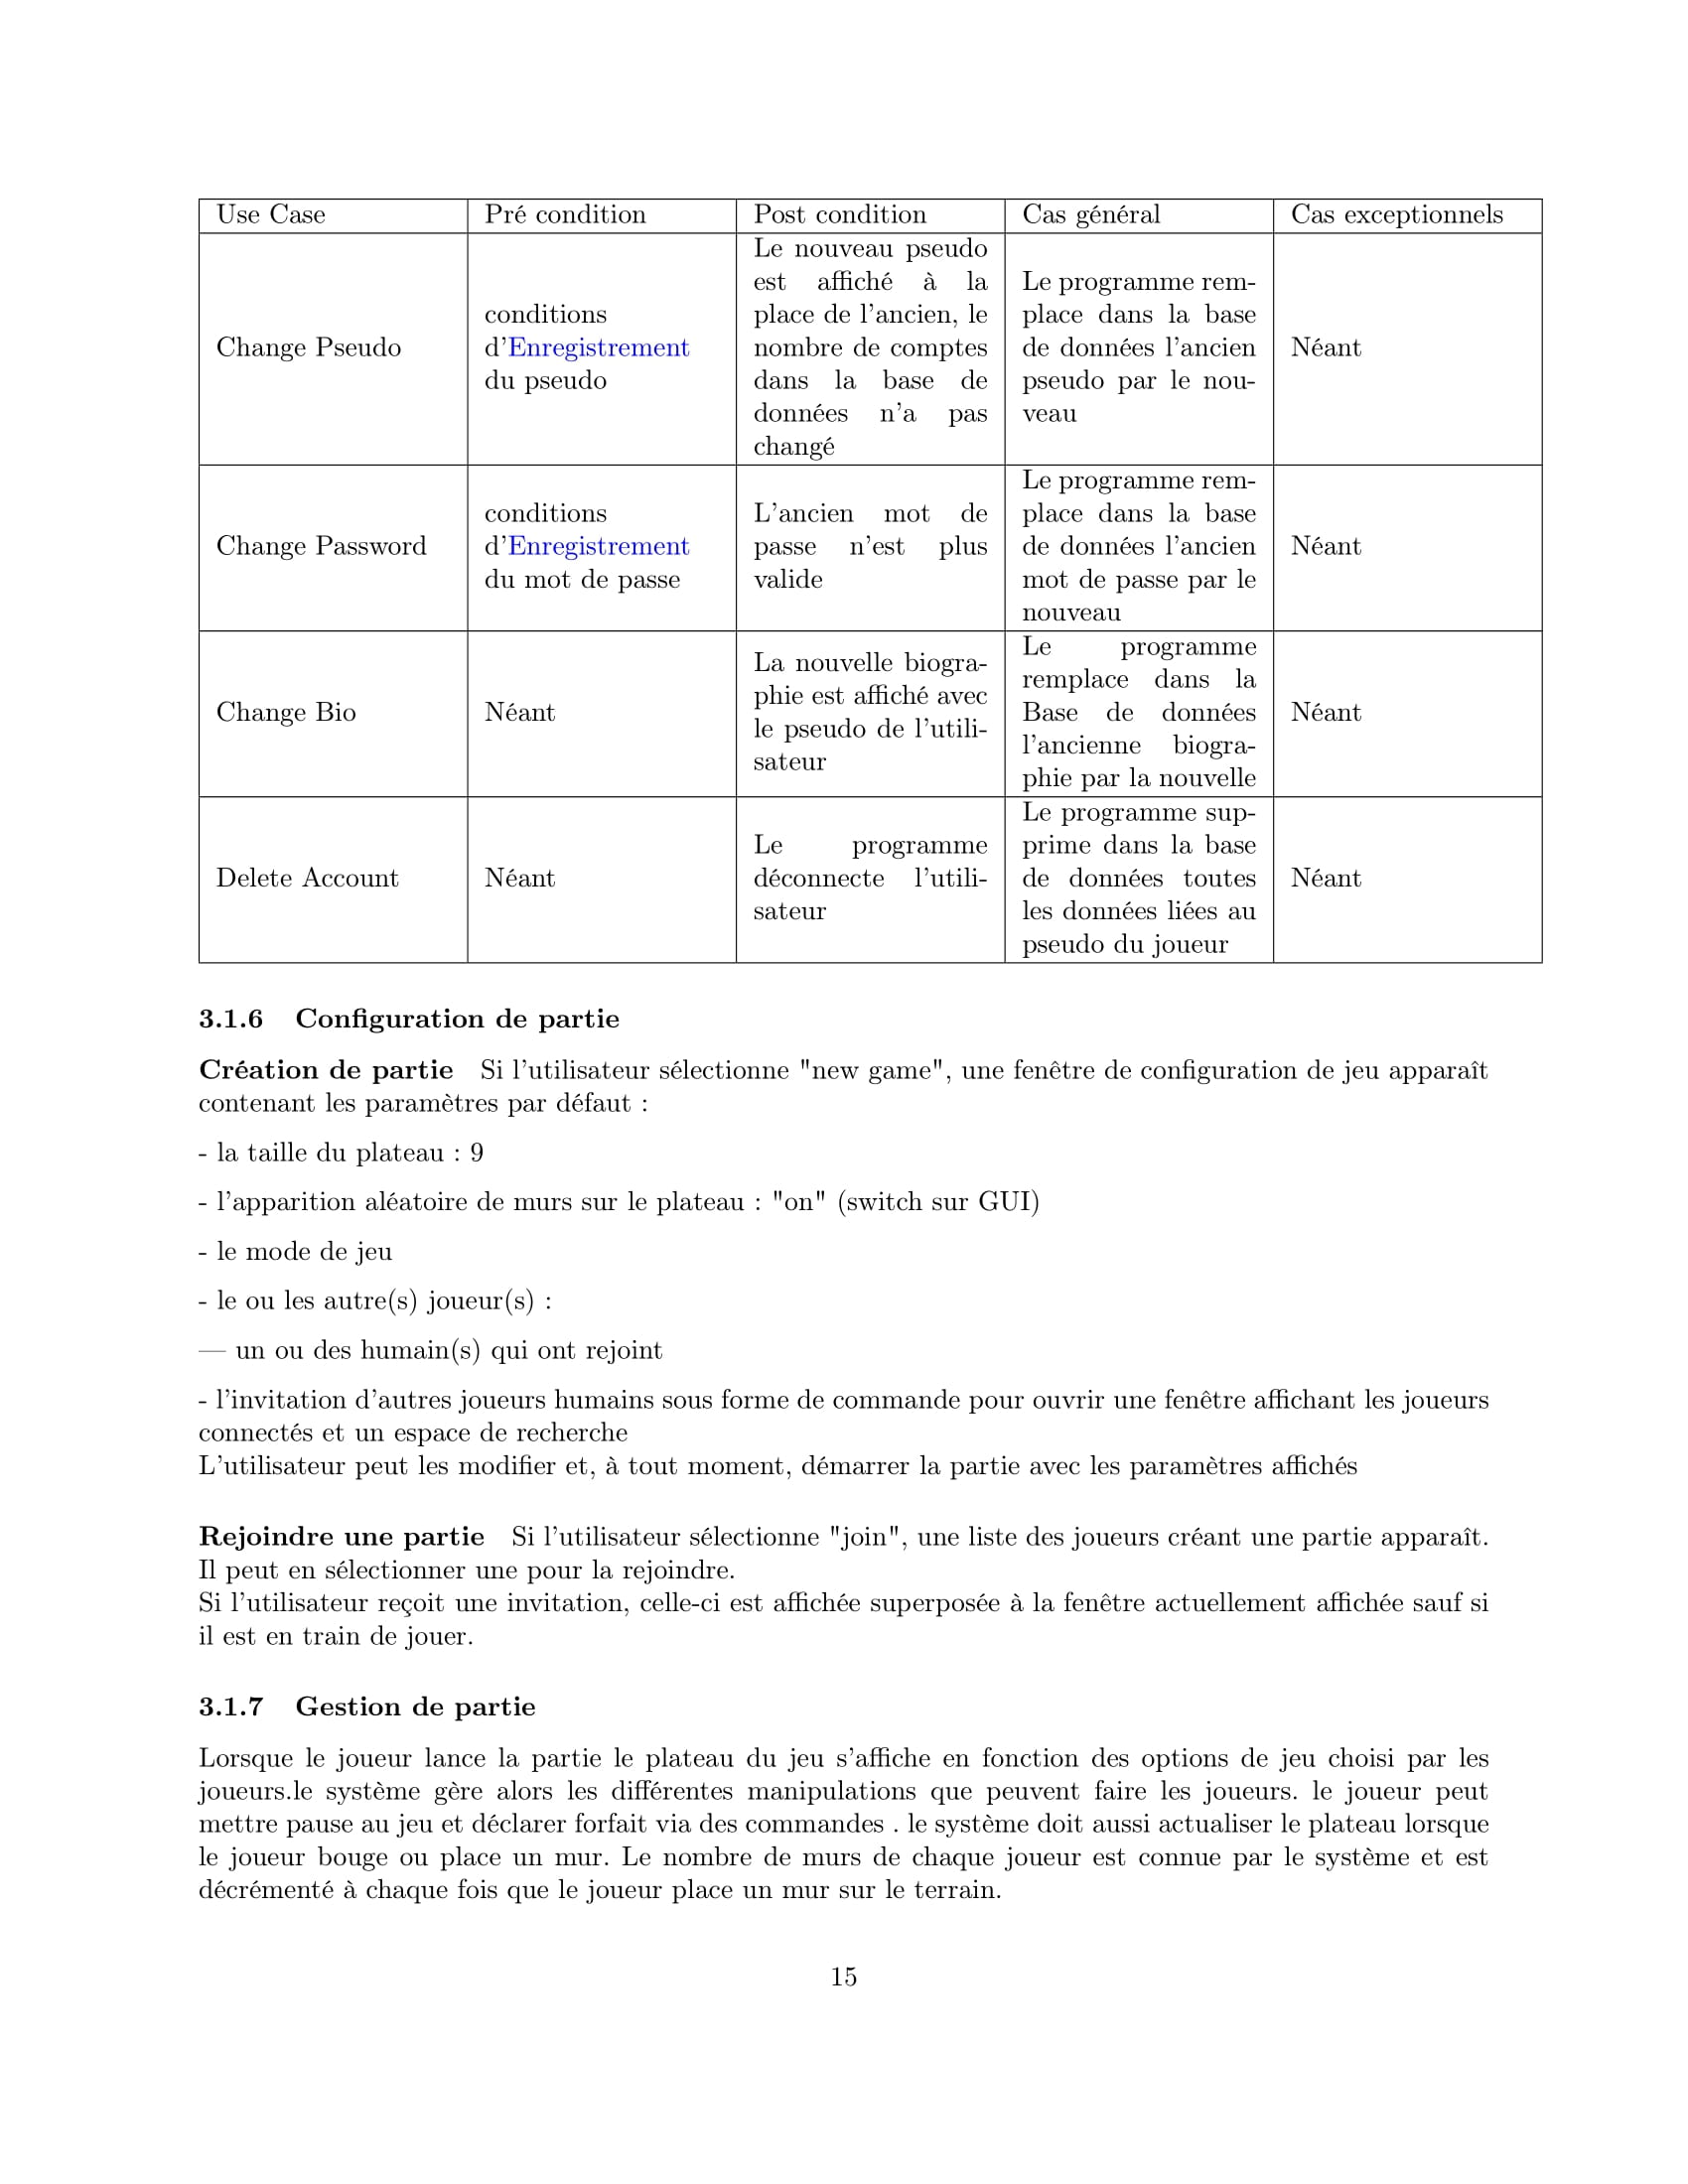 Use Case Pré condition Post condition Cas général Cas exceptionnels
Change Pseudo
conditions
d'Enregistrement
du pseudo
Le nouveau pseudo
est affiché à la
place de l'ancien, le
nombre de comptes
dans la base de
données n'a pas
changé
Le programme rem-
place dans la base
de données l'ancien
pseudo par le nou-
veau
Néant
Change Password
conditions
d'Enregistrement
du mot de passe
L'ancien mot de
passe n'est plus
valide
Le programme rem-
place dans la base
de données l'ancien
mot de passe par le
nouveau
Néant
Change Bio
Néant
La nouvelle biogra-
phie est affiché avec
le pseudo de l'utili-
sateur
Le programme
remplace dans la
Base de données
l'ancienne biogra-
phie par la nouvelle
Néant
Delete Account
Néant
Le programme
déconnecte l'utili-
sateur
Le programme sup-
prime dans la base
de données toutes
les données liées au
pseudo du joueur
Néant
3.1.6 Configuration de partie
Création de partie Si l'utilisateur sélectionne "new game", une fenêtre de configuration de jeu apparaît
contenant les paramètres par défaut :
- la taille du plateau : 9
- l'apparition aléatoire de murs sur le plateau : "on" (switch sur GUI)
- le mode de jeu
- le ou les autre(s) joueur(s) :
— un ou des humain(s) qui ont rejoint
- l'invitation d'autres joueurs humains sous forme de commande pour ouvrir une fenêtre affichant les joueurs
connectés et un espace de recherche
L'utilisateur peut les modifier et, à tout moment, démarrer la partie avec les paramètres affichés
Rejoindre une partie Si l'utilisateur sélectionne "join", une liste des joueurs créant une partie apparaît.
Il peut en sélectionner une pour la rejoindre.
Si l'utilisateur reçoit une invitation, celle-ci est affichée superposée à la fenêtre actuellement affichée sauf si
il est en train de jouer.
3.1.7 Gestion de partie
Lorsque le joueur lance la partie le plateau du jeu s'affiche en fonction des options de jeu choisi par les
joueurs.le système gère alors les différentes manipulations que peuvent faire les joueurs. le joueur peut
mettre pause au jeu et déclarer forfait via des commandes . le système doit aussi actualiser le plateau lorsque
le joueur bouge ou place un mur. Le nombre de murs de chaque joueur est connue par le système et est
décrémenté à chaque fois que le joueur place un mur sur le terrain.
15